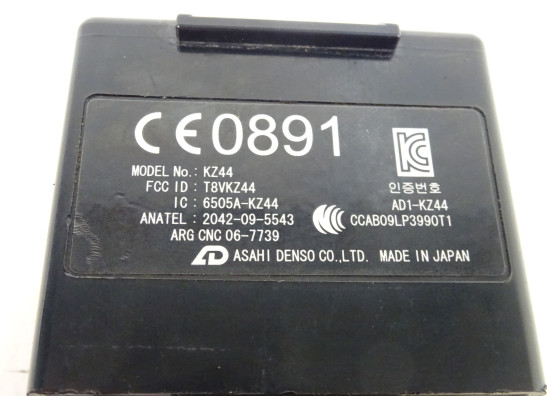 CE0891
MODEL No.: KZ44
FCC ID : T8VKZ44
IC : 6505A-KZ44
ANATEL : 2042-09-5543
ARG CNC 06-7739
인증번호
AD1-KZ44
CCAB09LP3990T1
AD ASAHI DENSO CO.,LTD. MADE IN JAPAN